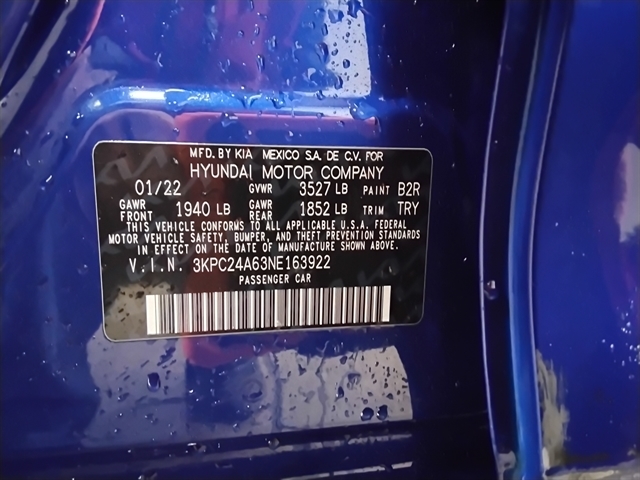 MFD. BY KIA MEXICO S.A. DE C.V. FOR
HYUNDAI MOTOR COMPANY
01/22 GVWR 3527 LB PAINT B2R
GAWR FRONT 1940 LB GAWR REAR 1852 LB TRIM TRY
THIS VEHICLE CONFORMS TO ALL APPLICABLE U.S.A. FEDERAL
MOTOR VEHICLE SAFETY, BUMPER, AND THEFT PREVENTION STANDARDS
IN EFFECT ON THE DATE OF MANUFACTURE SHOWN ABOVE.
V.I.N. 3KPC24A63NE163922
PASSENGER CAR